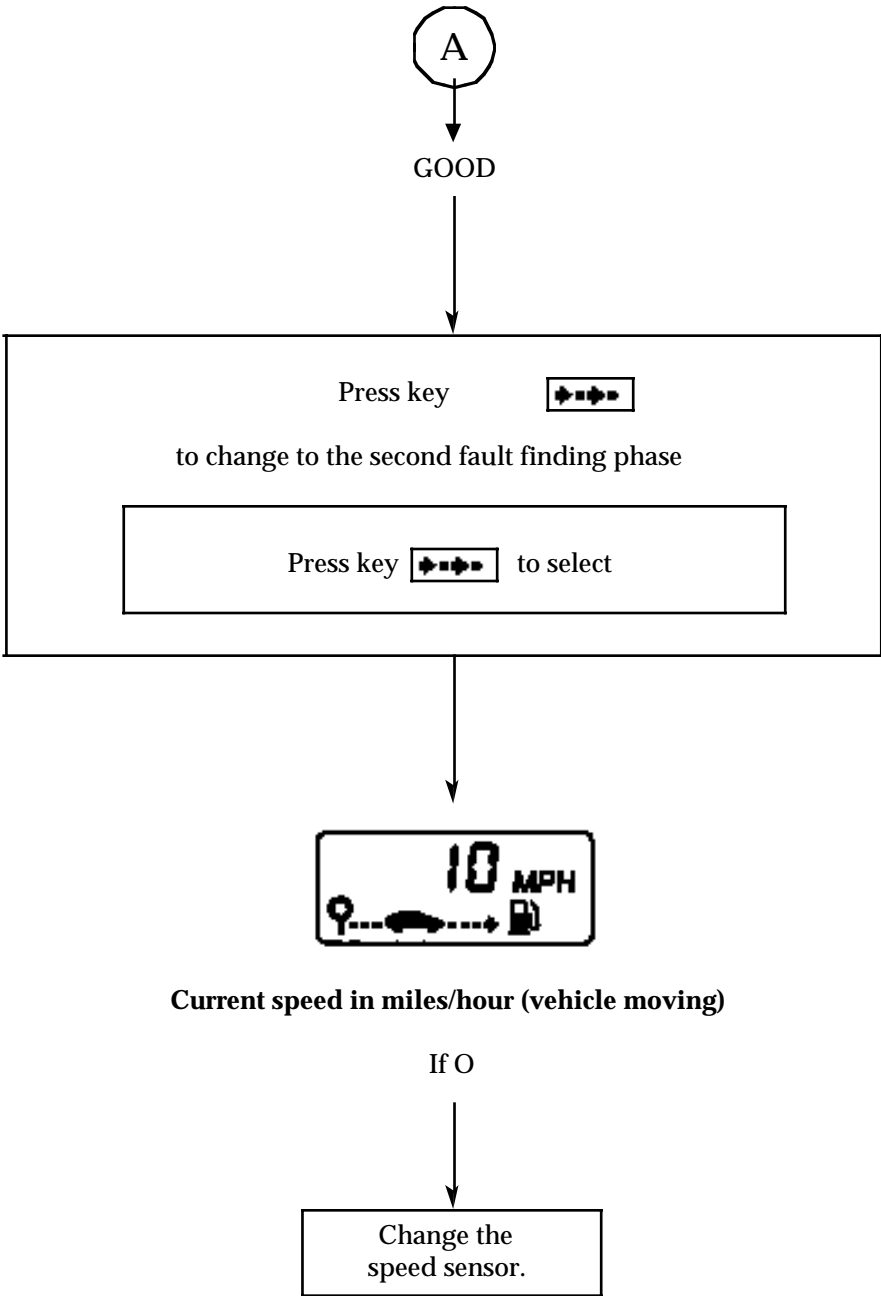 A
GOOD
Press key
to change to the second fault finding phase
Press key to select
10 MPH
Current speed in miles/hour (vehicle moving)
If O
Change the
speed sensor.